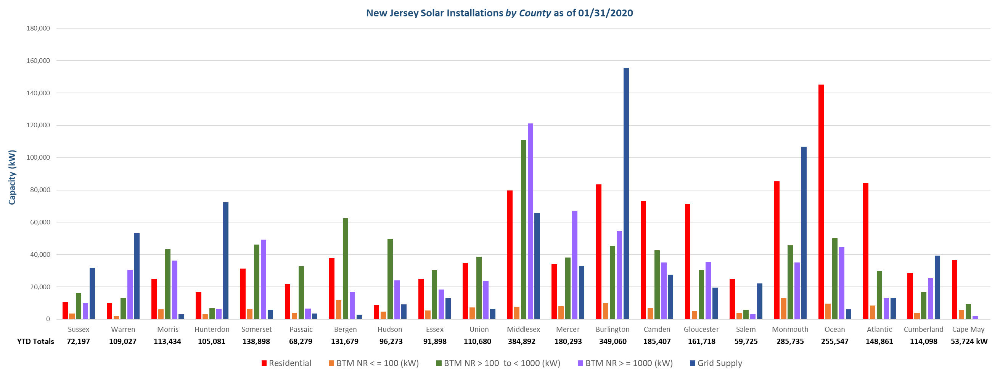 New Jersey Solar Installations by County as of 01/31/2020
Capacity (kW)
180,000
160,000
140,000
120,000
100,000
80,000
60,000
40,000
20,000
0
Sussex Warren Morris Hunterdon Somerset Passaic Bergen Hudson Essex Union Middlesex Mercer Burlington Camden Gloucester Salem Monmouth Ocean Atlantic Cumberland Cape May
YTD Totals 72,197 109,027 113,434 105,081 138,898 68,279 131,679 96,273 91,898 110,680 384,892 180,293 349,060 185,407 161,718 59,725 285,735 255,547 148,861 114,098 53,724 kW
Residential BTM NR < = 100 (kW) BTM NR > 100 to < 1000 (kW) BTM NR > = 1000 (kW) Grid Supply